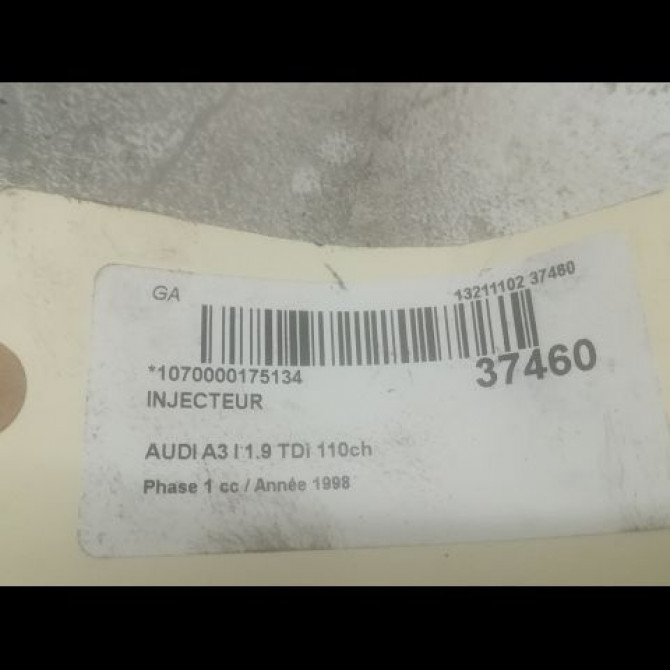 GA
13211102 37460
*1070000175134
37460
INJECTEUR
AUDI A3 I 1.9 TDi 110ch
Phase 1 cc / Année 1998